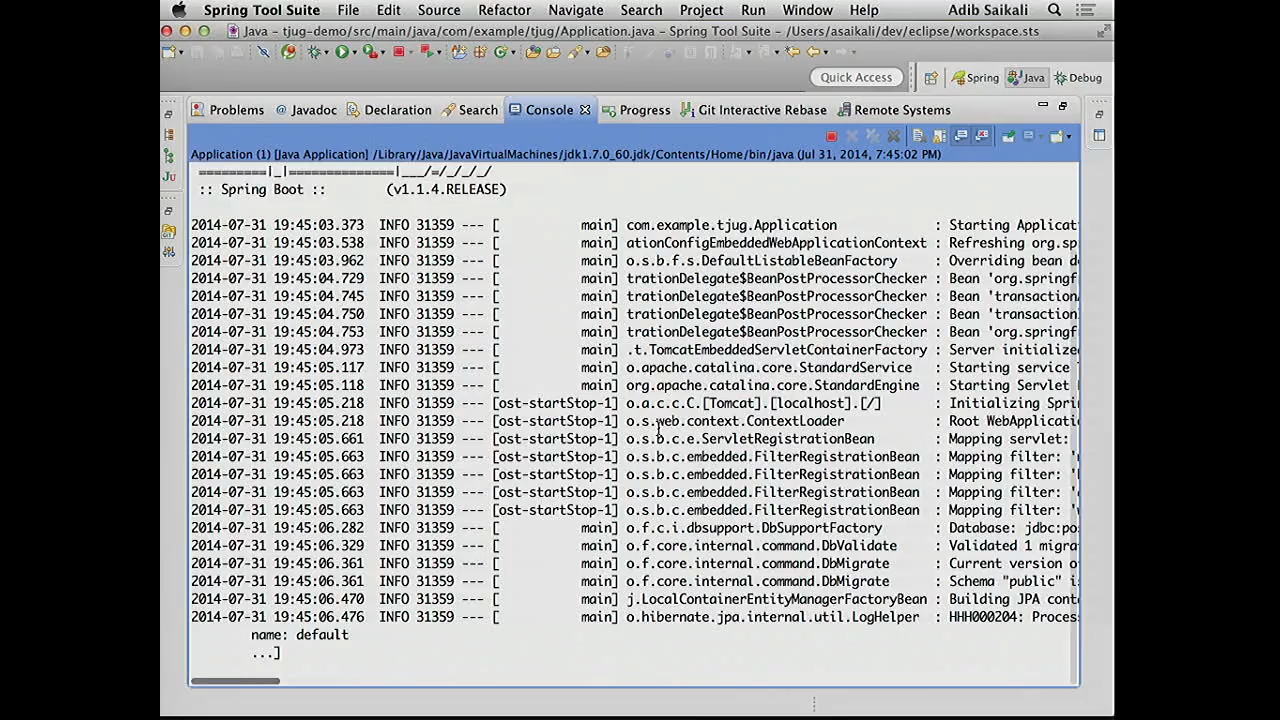 Spring Tool Suite File Edit Source Refactor Navigate Search Project Run Window Help Adib Saikali
Java - tjug-demo/src/main/java/com/example/tjug/Application.java - Spring Tool Suite - /Users/asaikali/dev/eclipse/workspace.sts
Quick Access Spring Java Debug
Problems @ Javadoc Declaration Search Console Progress Git Interactive Rebase Remote Systems
Application (1) [Java Application] /Library/Java/JavaVirtualMachines/jdk1.7.0_60.jdk/Contents/Home/bin/java (Jul 31, 2014, 7:45:02 PM)
=========|_|==============|___/=/_/_/_/
:: Spring Boot :: (v1.1.4.RELEASE)
2014-07-31 19:45:03.373 INFO 31359 --- [ main] com.example.tjug.Application : Starting Applicat
2014-07-31 19:45:03.538 INFO 31359 --- [ main] ationConfigEmbeddedWebApplicationContext : Refreshing org.sp
2014-07-31 19:45:03.962 INFO 31359 --- [ main] o.s.b.f.s.DefaultListableBeanFactory : Overriding bean d
2014-07-31 19:45:04.729 INFO 31359 --- [ main] trationDelegate$BeanPostProcessorChecker : Bean 'org.springf
2014-07-31 19:45:04.745 INFO 31359 --- [ main] trationDelegate$BeanPostProcessorChecker : Bean 'transaction
2014-07-31 19:45:04.750 INFO 31359 --- [ main] trationDelegate$BeanPostProcessorChecker : Bean 'transaction
2014-07-31 19:45:04.753 INFO 31359 --- [ main] trationDelegate$BeanPostProcessorChecker : Bean 'org.springf
2014-07-31 19:45:04.973 INFO 31359 --- [ main] .t.TomcatEmbeddedServletContainerFactory : Server initialize
2014-07-31 19:45:05.117 INFO 31359 --- [ main] o.apache.catalina.core.StandardService : Starting service
2014-07-31 19:45:05.118 INFO 31359 --- [ main] org.apache.catalina.core.StandardEngine : Starting Servlet
2014-07-31 19:45:05.218 INFO 31359 --- [ost-startStop-1] o.a.c.c.C.[Tomcat].[localhost].[/] : Initializing Spri
2014-07-31 19:45:05.218 INFO 31359 --- [ost-startStop-1] o.s.web.context.ContextLoader : Root WebApplicati
2014-07-31 19:45:05.661 INFO 31359 --- [ost-startStop-1] o.s.b.c.e.ServletRegistrationBean : Mapping servlet:
2014-07-31 19:45:05.663 INFO 31359 --- [ost-startStop-1] o.s.b.c.embedded.FilterRegistrationBean : Mapping filter: '
2014-07-31 19:45:05.663 INFO 31359 --- [ost-startStop-1] o.s.b.c.embedded.FilterRegistrationBean : Mapping filter: '
2014-07-31 19:45:05.663 INFO 31359 --- [ost-startStop-1] o.s.b.c.embedded.FilterRegistrationBean : Mapping filter: '
2014-07-31 19:45:05.663 INFO 31359 --- [ost-startStop-1] o.s.b.c.embedded.FilterRegistrationBean : Mapping filter: '
2014-07-31 19:45:06.282 INFO 31359 --- [ main] o.f.c.i.dbsupport.DbSupportFactory : Database: jdbc:po
2014-07-31 19:45:06.329 INFO 31359 --- [ main] o.f.core.internal.command.DbValidate : Validated 1 migra
2014-07-31 19:45:06.361 INFO 31359 --- [ main] o.f.core.internal.command.DbMigrate : Current version o
2014-07-31 19:45:06.361 INFO 31359 --- [ main] o.f.core.internal.command.DbMigrate : Schema "public" i
2014-07-31 19:45:06.470 INFO 31359 --- [ main] j.LocalContainerEntityManagerFactoryBean : Building JPA cont
2014-07-31 19:45:06.476 INFO 31359 --- [ main] o.hibernate.jpa.internal.util.LogHelper : HHH000204: Proces
name: default
...]